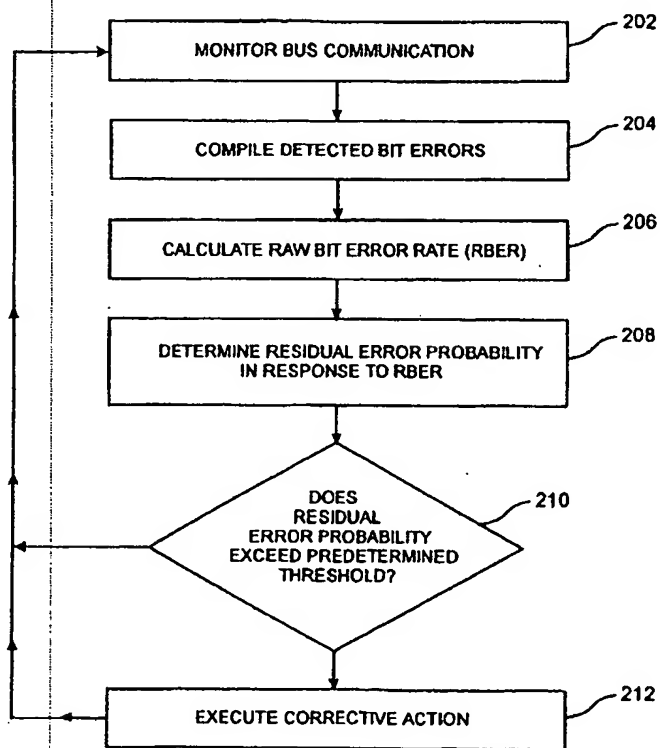 MONITOR BUS COMMUNICATION
202
COMPILE DETECTED BIT ERRORS
204
CALCULATE RAW BIT ERROR RATE (RBER)
206
DETERMINE RESIDUAL ERROR PROBABILITY
IN RESPONSE TO RBER
208
DOES
RESIDUAL
ERROR PROBABILITY
EXCEED PREDETERMINED
THRESHOLD?
210
EXECUTE CORRECTIVE ACTION
212